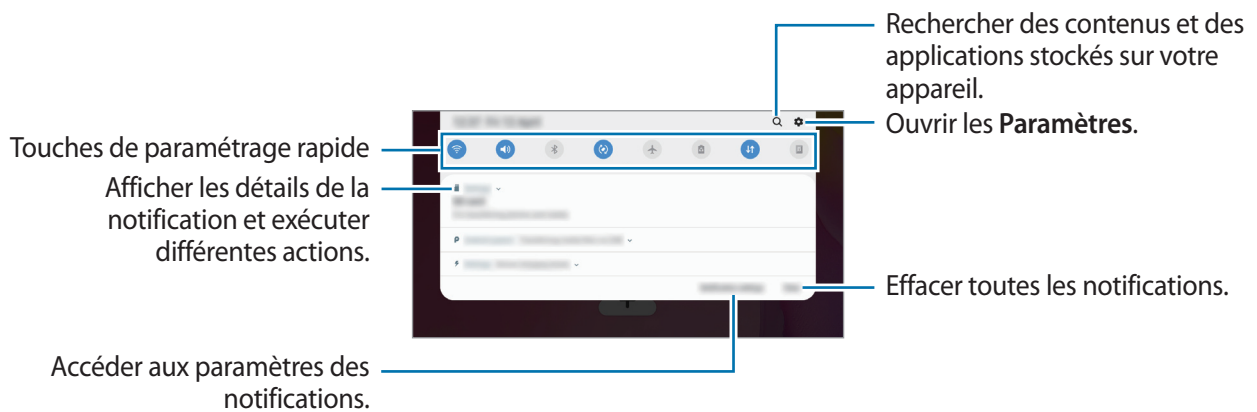 Rechercher des contenus et des
applications stockés sur votre
appareil.
Ouvrir les Paramètres.
Touches de paramétrage rapide
Afficher les détails de la
notification et exécuter
différentes actions.
Effacer toutes les notifications.
Accéder aux paramètres des
notifications.